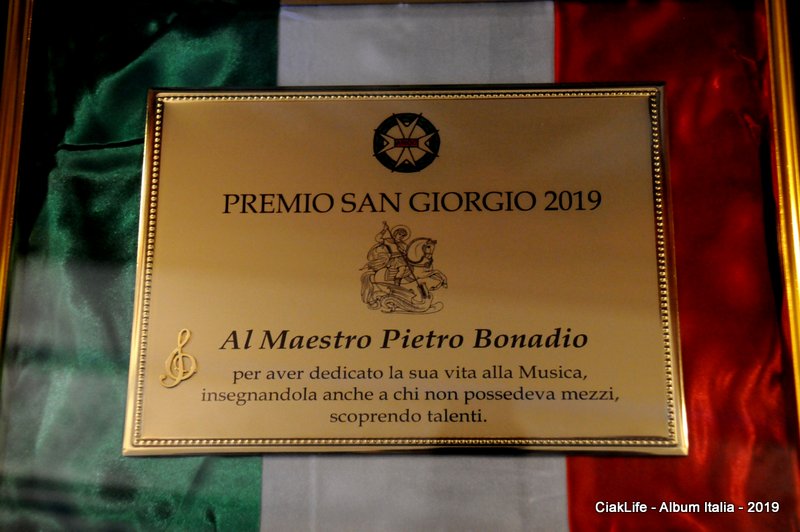 PREMIO SAN GIORGIO 2019
Al Maestro Pietro Bonadio
per aver dedicato la sua vita alla Musica,
insegnandola anche a chi non possedeva mezzi,
scoprendo talenti.
CiakLife - Album Italia - 2019